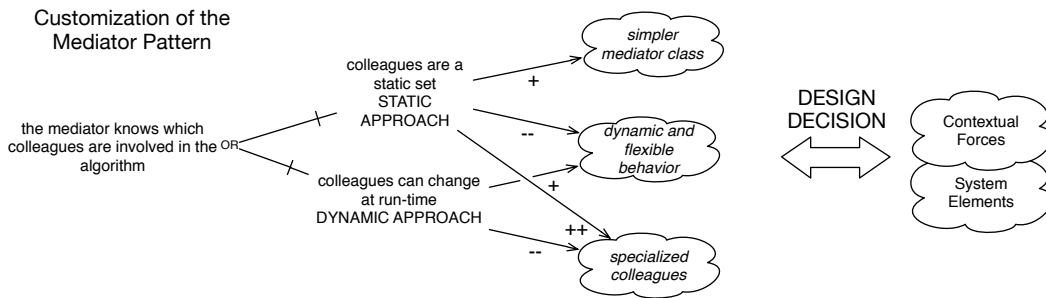 Customization of the
Mediator Pattern
the mediator knows which
colleagues are involved in the
algorithm
OR
colleagues are a
static set
STATIC
APPROACH
colleagues can change
at run-time
DYNAMIC APPROACH
+
--
+
++
--
simpler
mediator class
dynamic and
flexible
behavior
specialized
colleagues
DESIGN
DECISION
Contextual
Forces
System
Elements